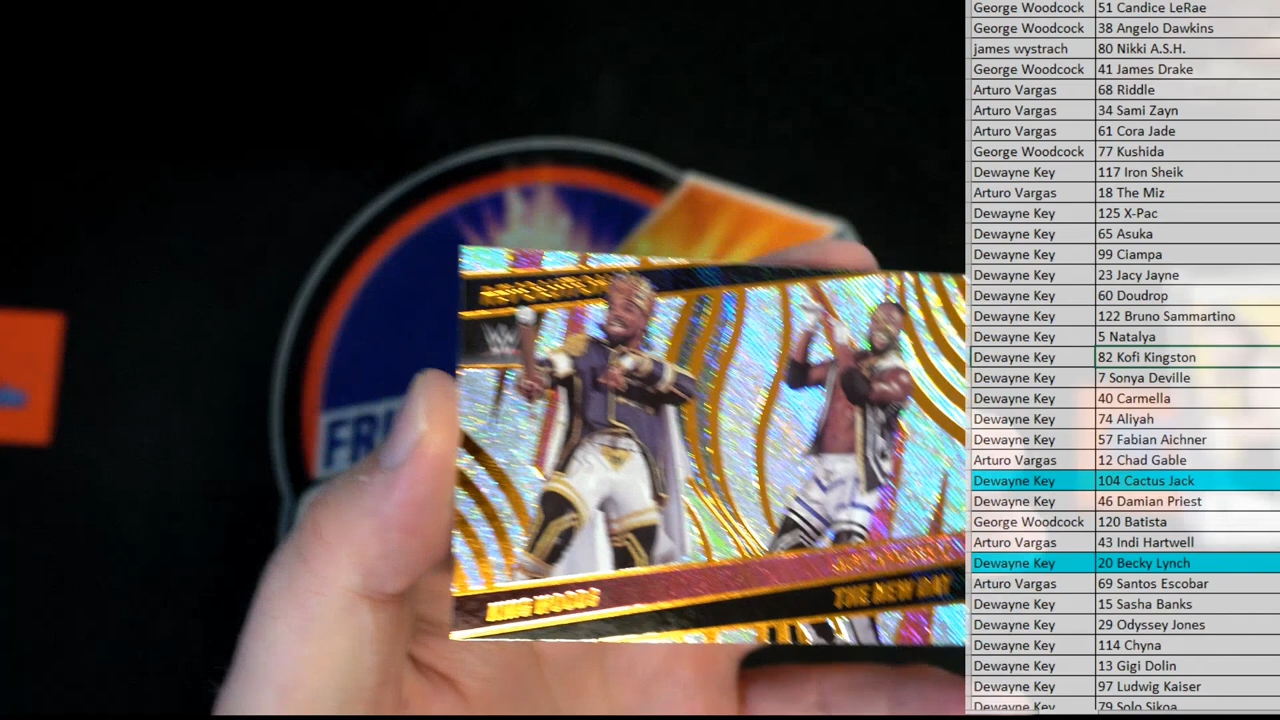 George Woodcock 51 Candice LeRae
George Woodcock 38 Angelo Dawkins
james wystrach 80 Nikki A.S.H.
George Woodcock 41 James Drake
Arturo Vargas 68 Riddle
Arturo Vargas 34 Sami Zayn
Arturo Vargas 61 Cora Jade
George Woodcock 77 Kushida
Dewayne Key 117 Iron Sheik
Arturo Vargas 18 The Miz
Dewayne Key 125 X-Pac
Dewayne Key 65 Asuka
Dewayne Key 99 Ciampa
Dewayne Key 23 Jacy Jayne
Dewayne Key 60 Doudrop
Dewayne Key 122 Bruno Sammartino
Dewayne Key 5 Natalya
Dewayne Key 82 Kofi Kingston
Dewayne Key 7 Sonya Deville
Dewayne Key 40 Carmella
Dewayne Key 74 Aliyah
Dewayne Key 57 Fabian Aichner
Arturo Vargas 12 Chad Gable
Dewayne Key 104 Cactus Jack
Dewayne Key 46 Damian Priest
George Woodcock 120 Batista
Arturo Vargas 43 Indi Hartwell
Dewayne Key 20 Becky Lynch
Arturo Vargas 69 Santos Escobar
Dewayne Key 15 Sasha Banks
Dewayne Key 29 Odyssey Jones
Dewayne Key 114 Chyna
Dewayne Key 13 Gigi Dolin
Dewayne Key 97 Ludwig Kaiser
Dewayne Key 79 Solo Sikoa
REVOLUTION
KING WOODS
THE NEW DAY
FRI